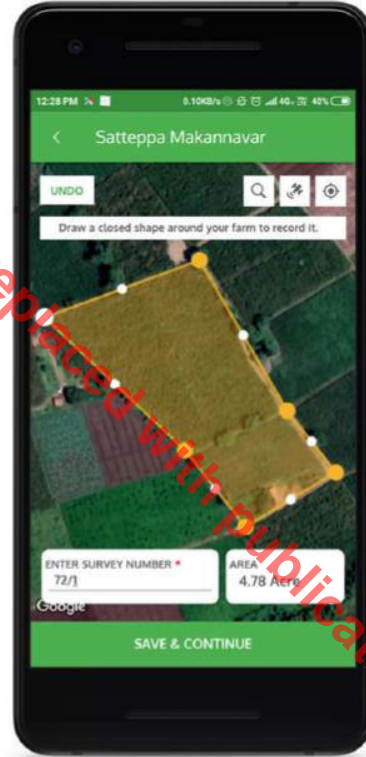 12:28 PM 0.10KB/s 4G 40%
Satteppa Makannavar
UNDO
Draw a closed shape around your farm to record it.
ENTER SURVEY NUMBER *
72/1
AREA
4.78 Acre
Google
SAVE & CONTINUE
replaced with publica